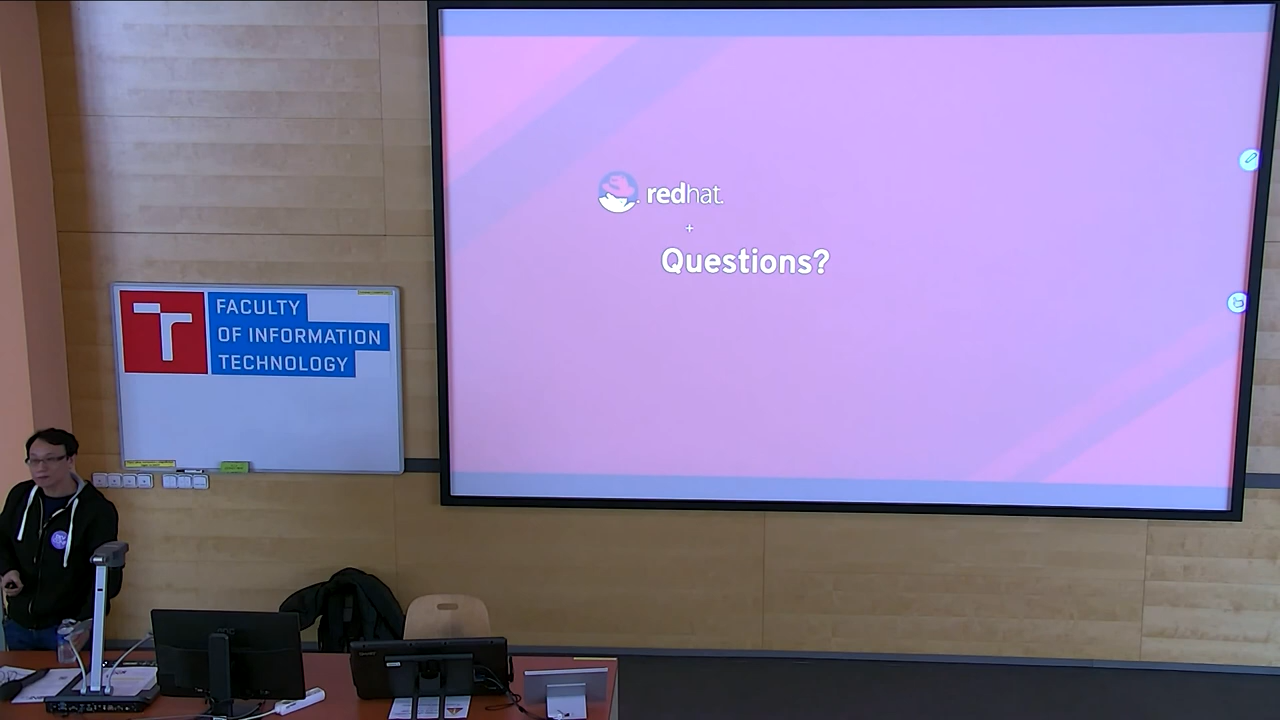 redhat.
+
Questions?
FACULTY
OF INFORMATION
TECHNOLOGY